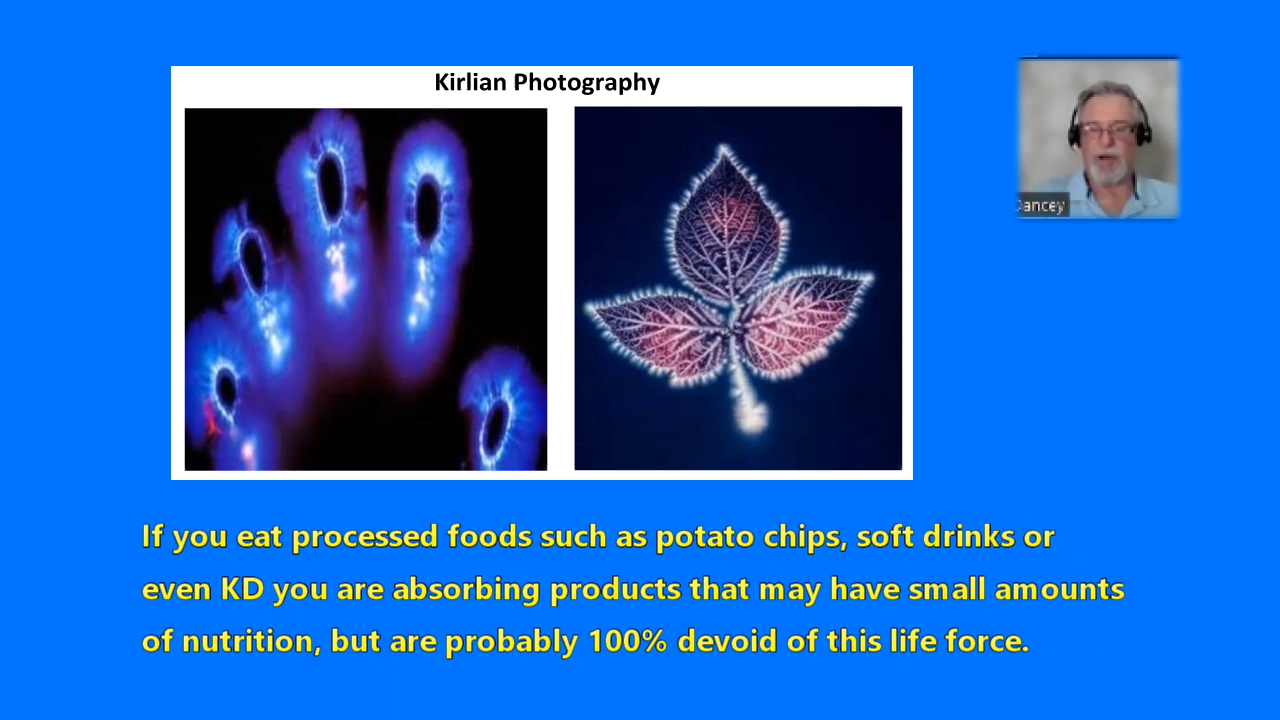 Kirlian Photography
Dancey
If you eat processed foods such as potato chips, soft drinks or
even KD you are absorbing products that may have small amounts
of nutrition, but are probably 100% devoid of this life force.